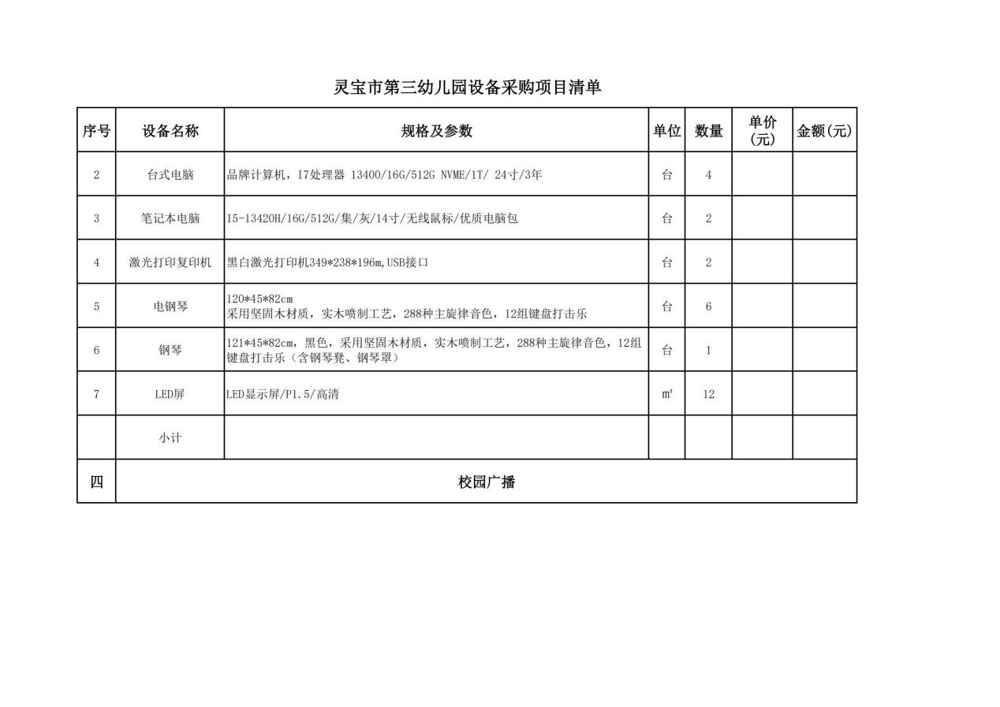 灵宝市第三幼儿园设备采购项目清单
序号 设备名称 规格及参数 单位 数量 单价(元) 金额(元)
2 台式电脑 品牌计算机，I7处理器 13400/16G/512G NVME/1T/ 24寸/3年 台 4
3 笔记本电脑 I5-13420H/16G/512G/集/灰/14寸/无线鼠标/优质电脑包 台 2
4 激光打印复印机 黑白激光打印机349*238*196m,USB接口 台 2
5 电钢琴 120*45*82cm
采用坚固木材质，实木喷制工艺，288种主旋律音色，12组键盘打击乐 台 6
6 钢琴 121*45*82cm，黑色，采用坚固木材质，实木喷制工艺，288种主旋律音色，12组
键盘打击乐（含钢琴凳、钢琴罩） 台 1
7 LED屏 LED显示屏/P1.5/高清 ㎡ 12
小计
四 校园广播